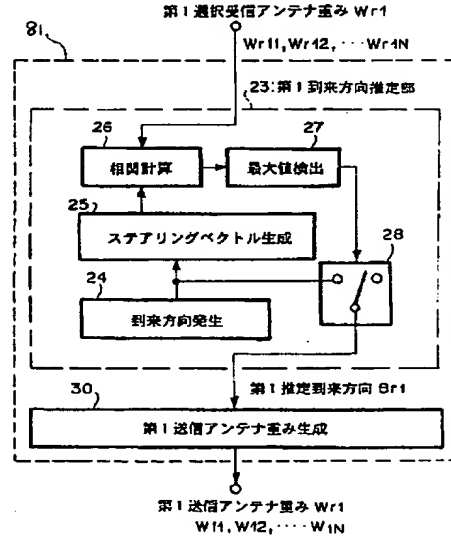 第1選択受信アンテナ重み Wr1
81
Wr11, Wr12, ･･･Wr1N
23:第1到来方向推定部
26
27
相関計算
最大値検出
25
ステアリングベクトル生成
28
24
到来方向発生
第1推定到来方向 θr1
30
第1送信アンテナ重み生成
第1送信アンテナ重み Wr1
W11, W12, ････W1N